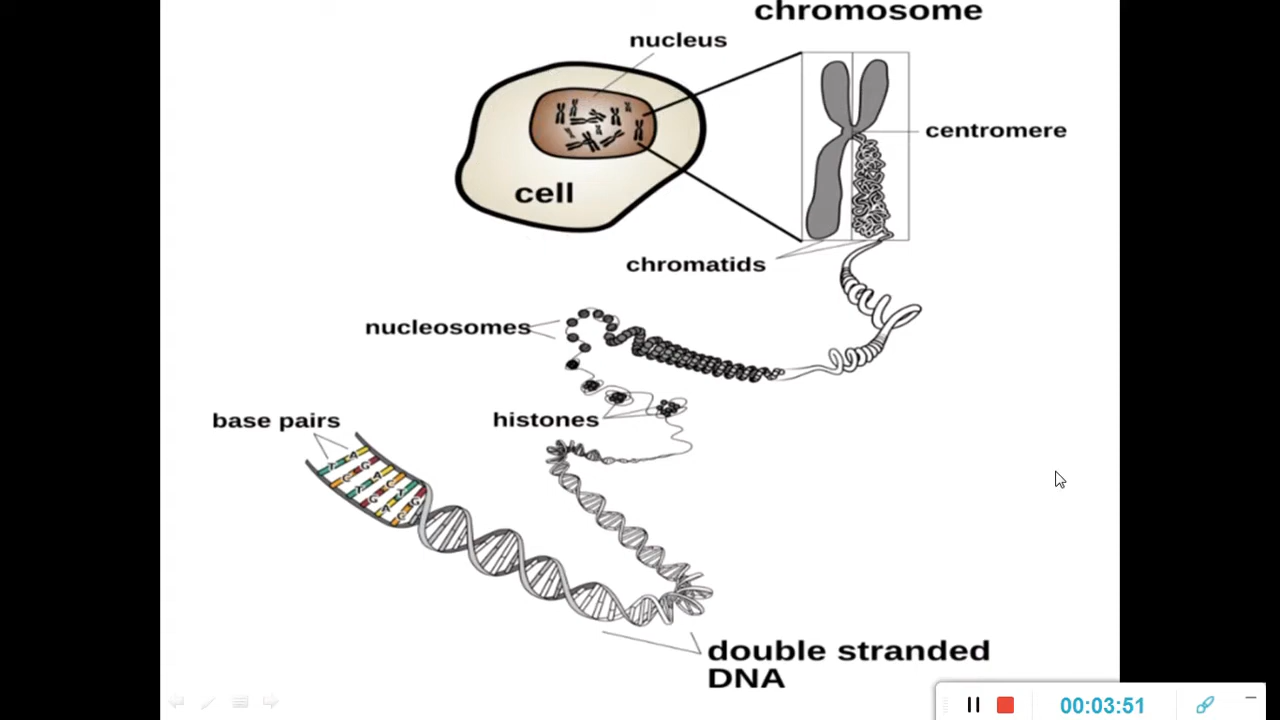 chromosome
nucleus
centromere
cell
chromatids
nucleosomes
histones
base pairs
double stranded
DNA
00:03:51